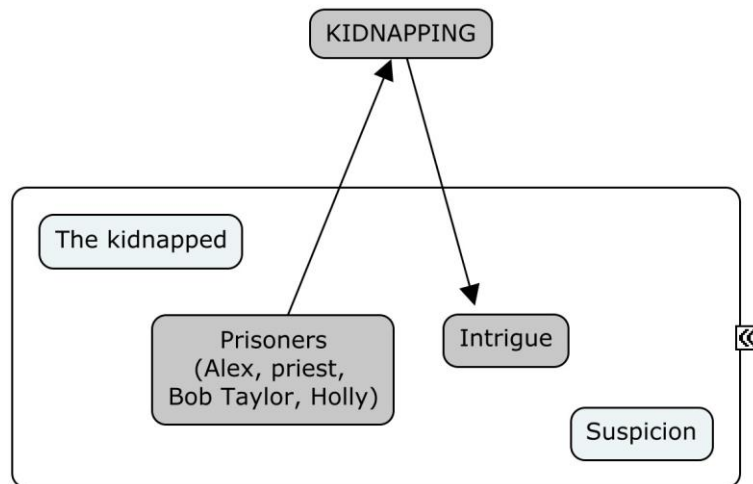 KIDNAPPING
The kidnapped
Prisoners
(Alex, priest,
Bob Taylor, Holly)
Intrigue
Suspicion